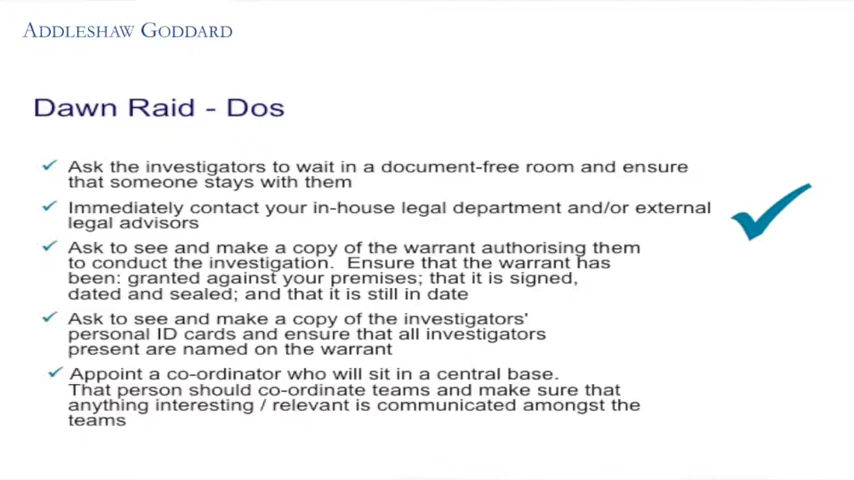 ADDLESHAW GODDARD
Dawn Raid - Dos
Ask the investigators to wait in a document-free room and ensure
that someone stays with them
Immediately contact your in-house legal department and/or external
legal advisors
Ask to see and make a copy of the warrant authorising them
to conduct the investigation. Ensure that the warrant has
been: granted against your premises; that it is signed,
dated and sealed; and that it is still in date
Ask to see and make a copy of the investigators'
personal ID cards and ensure that all investigators
present are named on the warrant
Appoint a co-ordinator who will sit in a central base.
That person should co-ordinate teams and make sure that
anything interesting / relevant is communicated amongst the
teams